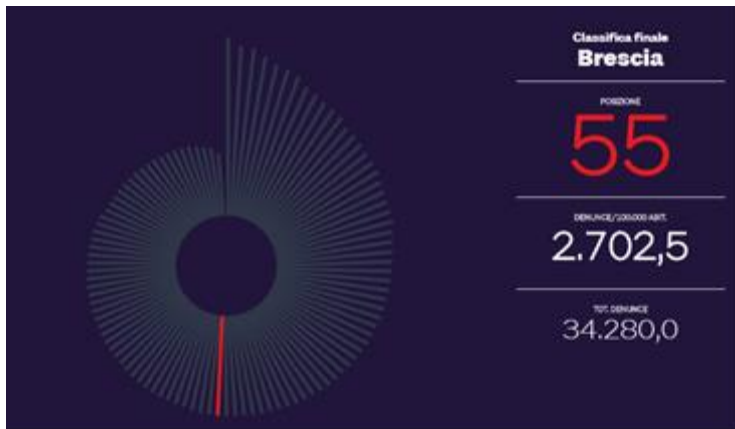 Classifica finale
Brescia
POSIZIONE
55
DENUNCE/100.000 ABIT.
2.702,5
TOT. DENUNCE
34.280,0